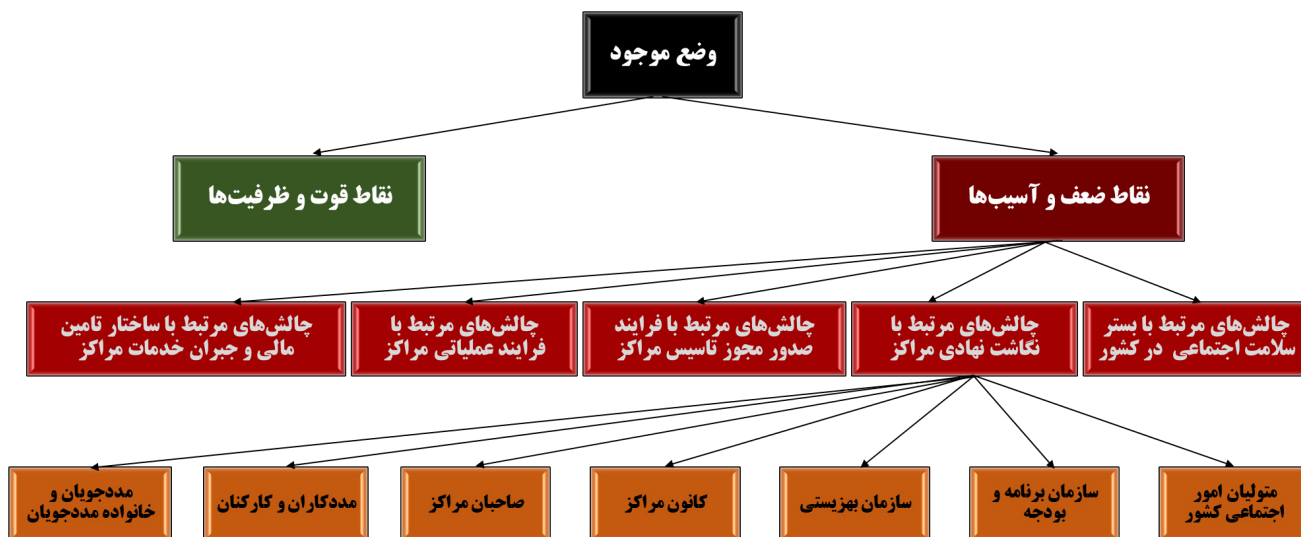 وضع موجود
نقاط ضعف و آسیب‌ها
نقاط قوت و ظرفیت‌ها
چالش‌های مرتبط با بستر
سلامت اجتماعی در کشور
چالش‌های مرتبط با
نگاشت نهادی مراکز
چالش‌های مرتبط با فرایند
صدور مجوز تاسیس مراکز
چالش‌های مرتبط با
فرایند عملیاتی مراکز
چالش‌های مرتبط با ساختار تامین
مالی و جبران خدمات مراکز
متولیان امور
اجتماعی کشور
سازمان برنامه و
بودجه
سازمان بهزیستی
کانون مراکز
صاحبان مراکز
مددکاران و کارکنان
مددجویان و
خانواده مددجویان